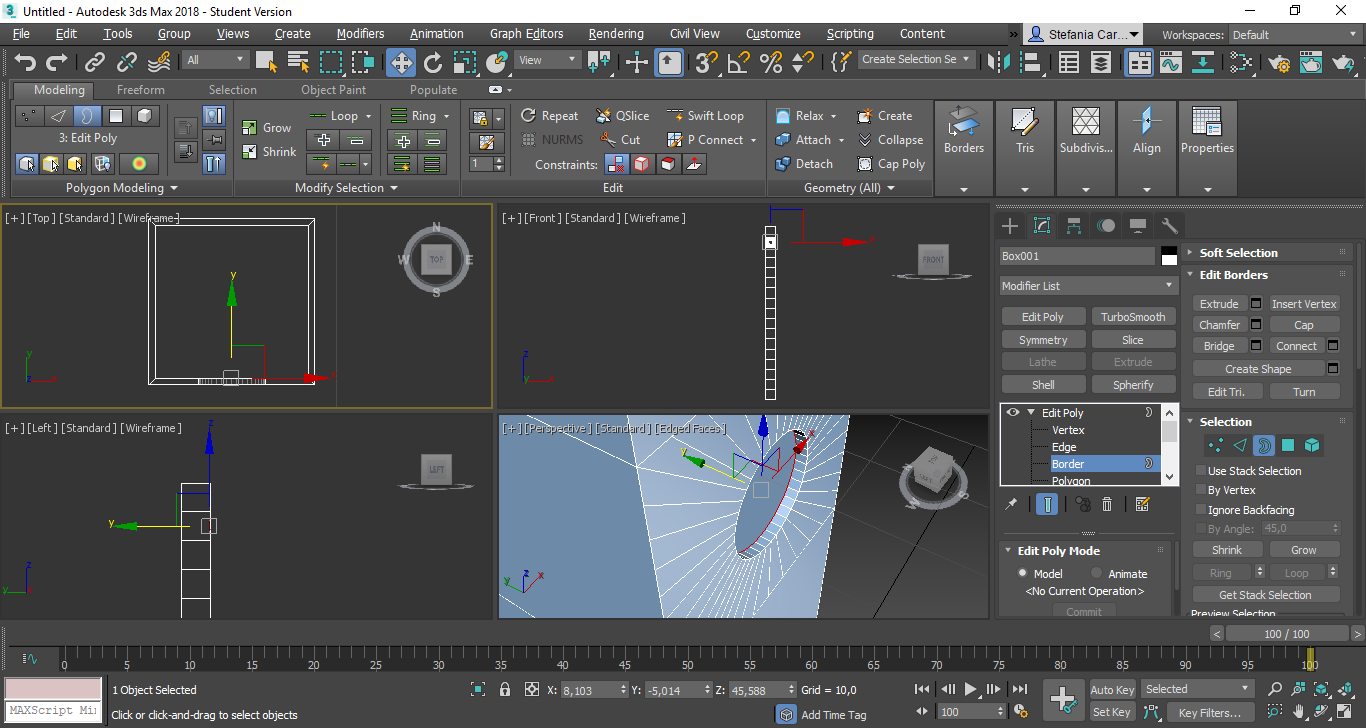 Untitled - Autodesk 3ds Max 2018 - Student Version
File Edit Tools Group Views Create Modifiers Animation Graph Editors Rendering Civil View Customize Scripting Content » Stefania Car... Workspaces: Default
All View Create Selection Se
Modeling Freeform Selection Object Paint Populate
3: Edit Poly
Polygon Modeling
Grow
Shrink
Loop
Ring
Modify Selection
1
Repeat QSlice Swift Loop
NURMS Cut P Connect
Constraints:
Edit
Relax Create
Attach Collapse
Detach Cap Poly
Geometry (All)
Borders Tris Subdivis... Align Properties
[+] [Top] [Standard] [Wireframe]
N
W TOP E
S
y
x
y
z x
[+] [Front] [Standard] [Wireframe]
x
FRONT
z
y x
[+] [Left] [Standard] [Wireframe]
z
LEFT
y
z
y
[+] [Perspective] [Standard] [Edged Faces]
x
y
z
y x
Box001
Modifier List
Edit Poly TurboSmooth
Symmetry Slice
Lathe Extrude
Shell Spherify
Edit Poly
Vertex
Edge
Border
Polygon
Edit Poly Mode
Model Animate
<No Current Operation>
Commit
Soft Selection
Edit Borders
Extrude Insert Vertex
Chamfer Cap
Bridge Connect
Create Shape
Edit Tri. Turn
Selection
Use Stack Selection
By Vertex
Ignore Backfacing
By Angle: 45,0
Shrink Grow
Ring Loop
Get Stack Selection
Preview Selection
< 100 / 100 >
0 5 10 15 20 25 30 35 40 45 50 55 60 65 70 75 80 85 90 95 100
1 Object Selected X: 8,103 Y: -5,014 Z: 45,588 Grid = 10,0 Auto Key Selected
MAXScript Mi
Click or click-and-drag to select objects Add Time Tag 100 Set Key Key Filters...